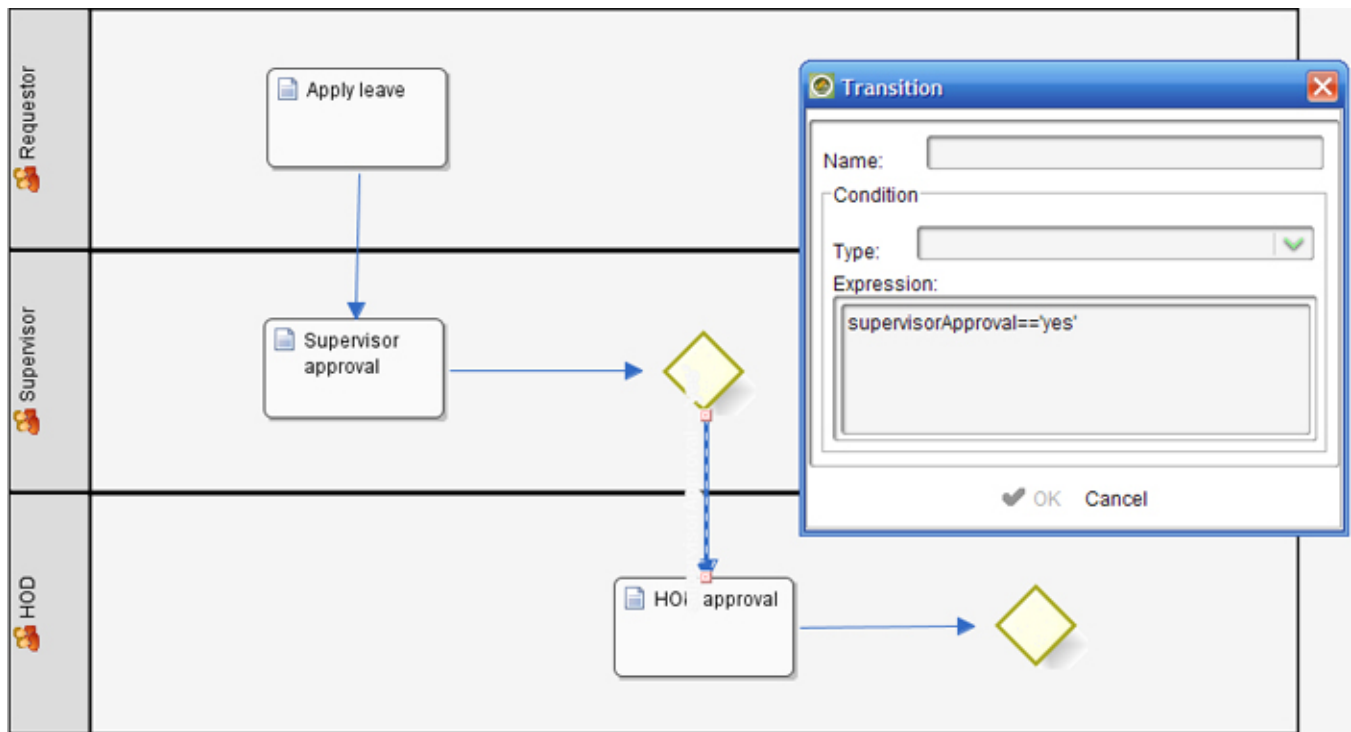 Requestor
Apply leave
Supervisor
Supervisor
approval
HOD
approval
Transition
Name:
Condition
Type:
Expression:
supervisorApproval=='yes'
OK Cancel